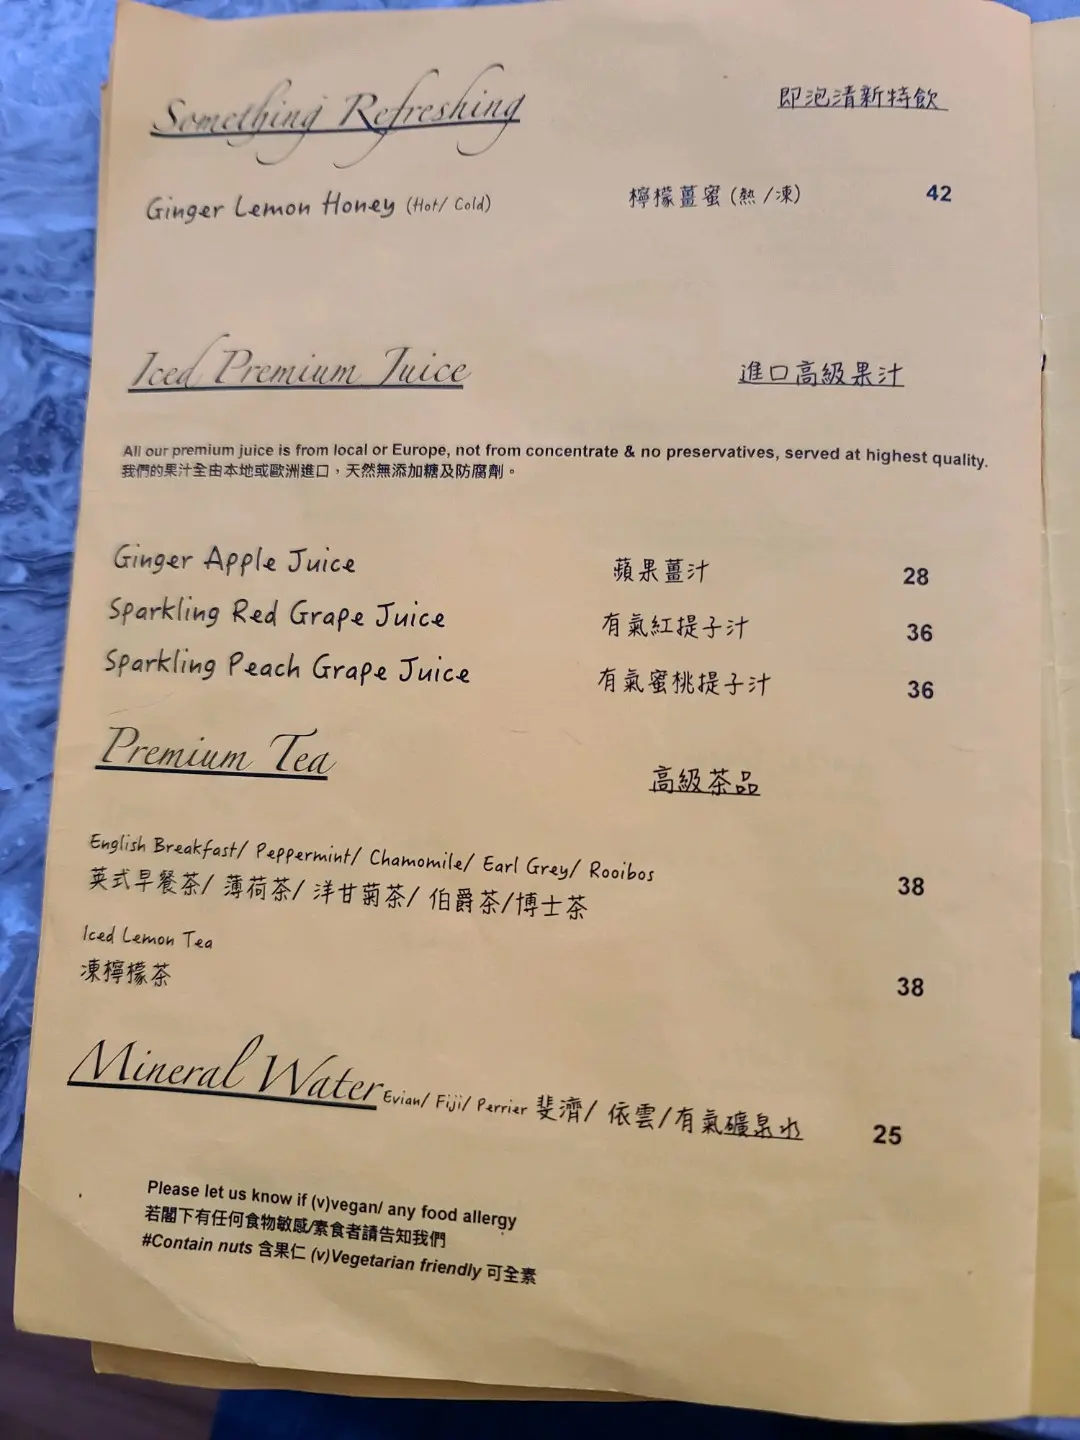 Something Refreshing 即泡清新特飲
Ginger Lemon Honey (Hot/ Cold) 檸檬薑蜜 (熱 /凍) 42
Iced Premium Juice 進口高級果汁
All our premium juice is from local or Europe, not from concentrate & no preservatives, served at highest quality.
我們的果汁全由本地或歐洲進口，天然無添加糖及防腐劑。
Ginger Apple Juice 蘋果薑汁 28
Sparkling Red Grape Juice 有氣紅提子汁 36
Sparkling Peach Grape Juice 有氣蜜桃提子汁 36
Premium Tea 高級茶品
English Breakfast/ Peppermint/ Chamomile/ Earl Grey/ Rooibos
英式早餐茶/ 薄荷茶/ 洋甘菊茶/ 伯爵茶/博士茶 38
Iced Lemon Tea
凍檸檬茶 38
Mineral Water Evian/ Fiji/ Perrier 斐濟/ 依雲/有氣礦泉水 25
Please let us know if (v)vegan/ any food allergy
若閣下有任何食物敏感/素食者請告知我們
#Contain nuts 含果仁 (v)Vegetarian friendly 可全素